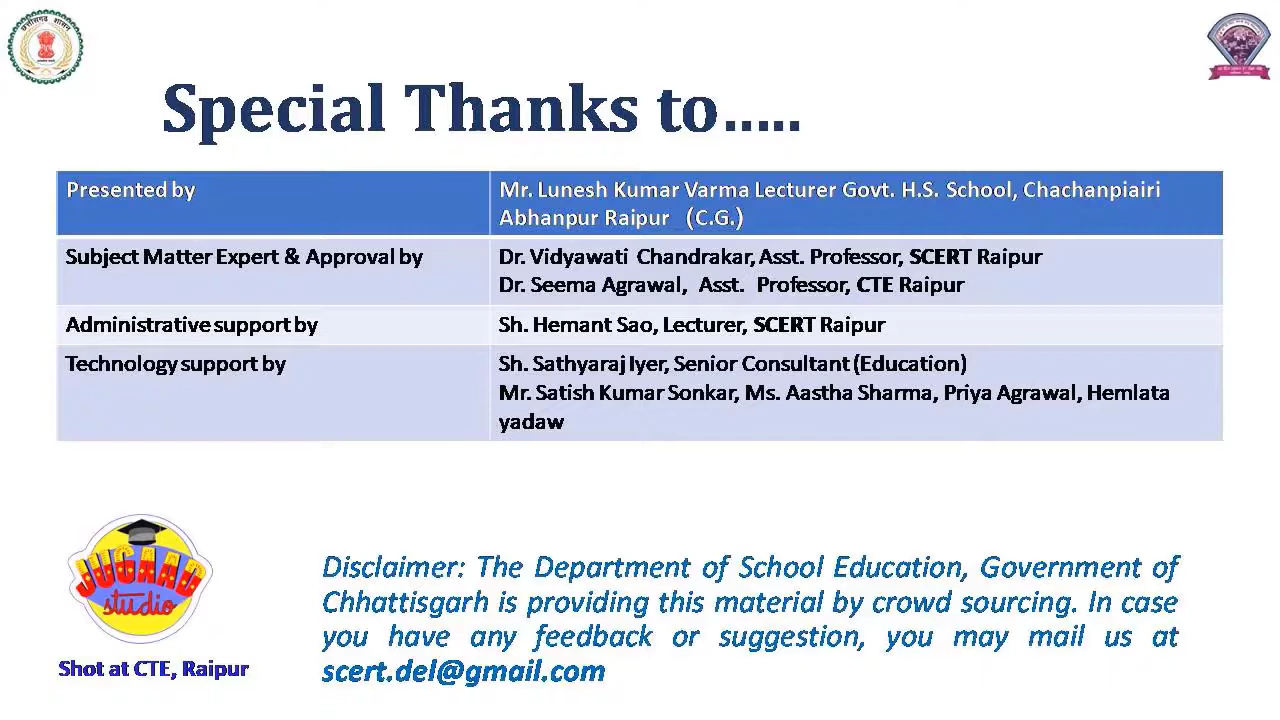 छत्तीसगढ़ शासन
Special Thanks to.....
Presented by
Mr. Lunesh Kumar Varma Lecturer Govt. H.S. School, Chachanpiairi
Abhanpur Raipur (C.G.)
Subject Matter Expert & Approval by
Dr. Vidyawati Chandrakar, Asst. Professor, SCERT Raipur
Dr. Seema Agrawal, Asst. Professor, CTE Raipur
Administrative support by
Sh. Hemant Sao, Lecturer, SCERT Raipur
Technology support by
Sh. Sathyaraj Iyer, Senior Consultant (Education)
Mr. Satish Kumar Sonkar, Ms. Aastha Sharma, Priya Agrawal, Hemlata
yadaw
JUGAAD
studio
Shot at CTE, Raipur
Disclaimer: The Department of School Education, Government of
Chhattisgarh is providing this material by crowd sourcing. In case
you have any feedback or suggestion, you may mail us at
scert.del@gmail.com